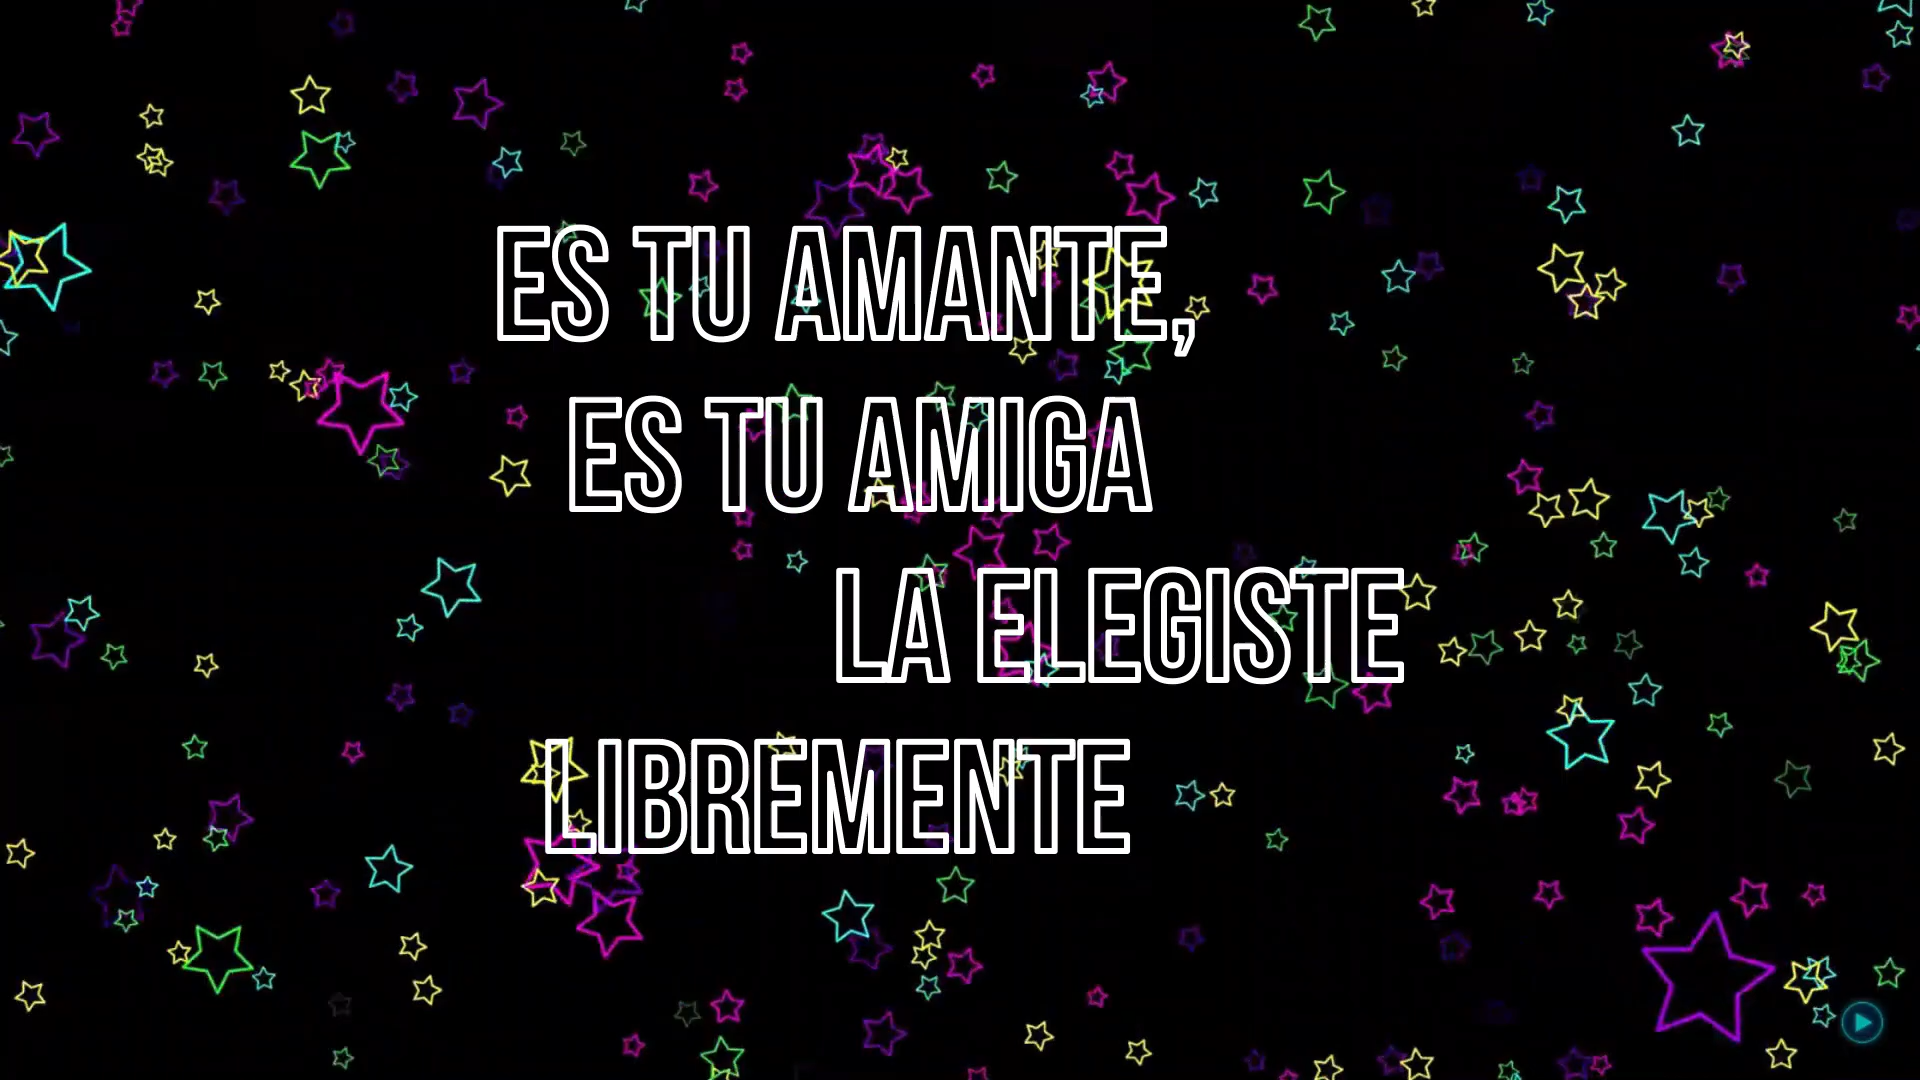 ES TU AMANTE,
ES TU AMIGA
LA ELEGISTE
LIBREMENTE